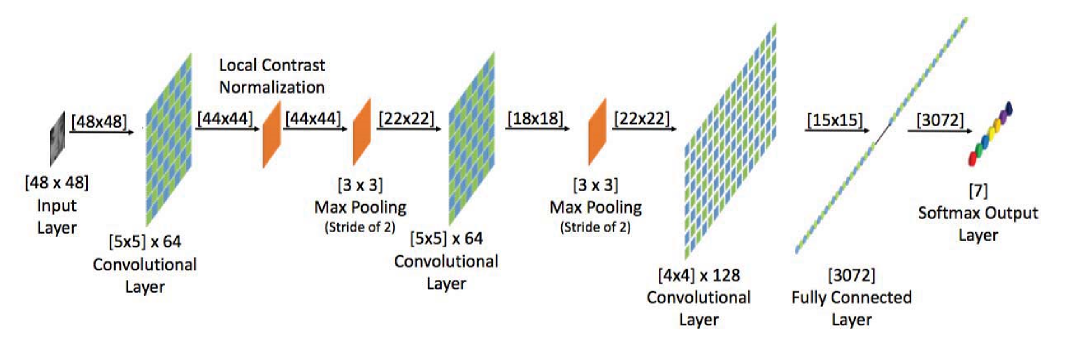 Local Contrast
Normalization
[48x48]
[44x44]
[44x44]
[22x22]
[18x18]
[22x22]
[15x15]
[3072]
[48 x 48]
Input
Layer
[5x5] x 64
Convolutional
Layer
[3 x 3]
Max Pooling
(Stride of 2)
[5x5] x 64
Convolutional
Layer
[3 x 3]
Max Pooling
(Stride of 2)
[4x4] x 128
Convolutional
Layer
[3072]
Fully Connected
Layer
[7]
Softmax Output
Layer